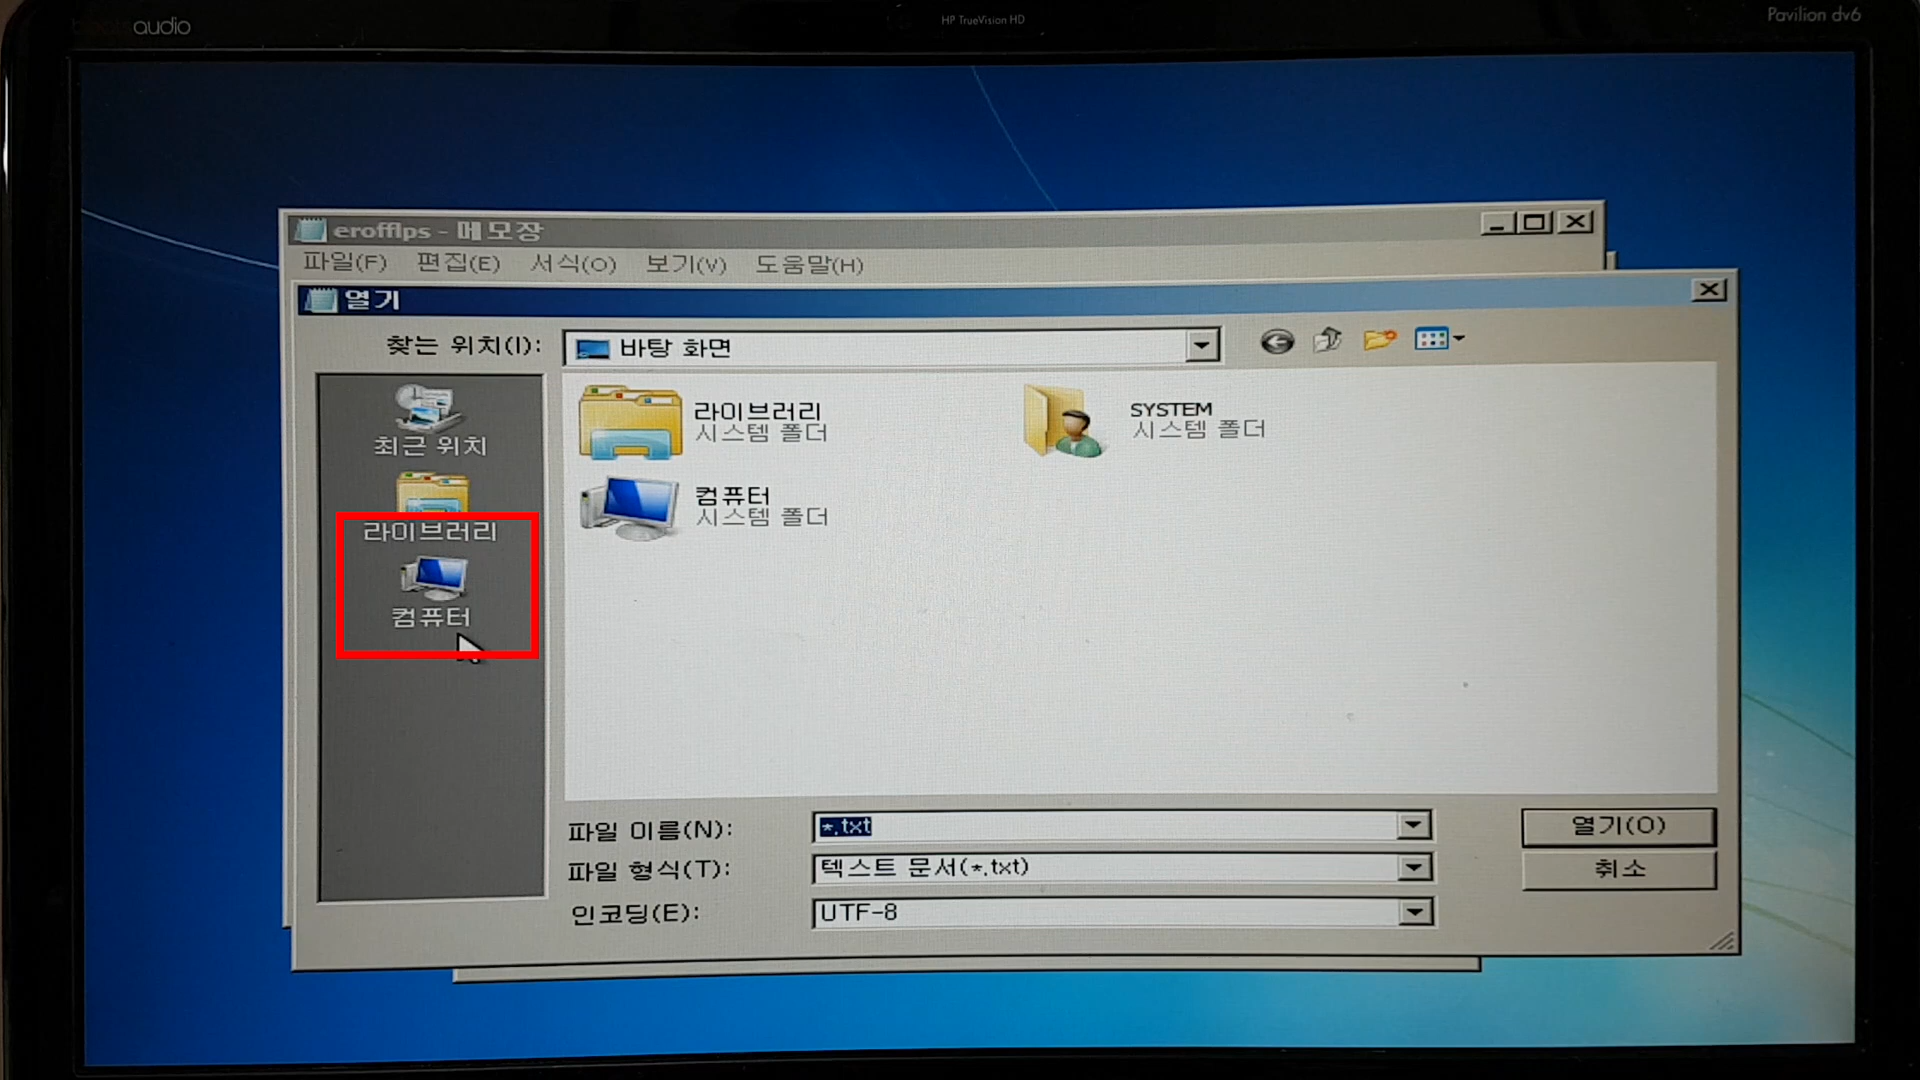 beatsaudio
HP TrueVision HD
Pavilion dv6
erofflps - 메모장
파일(F) 편집(E) 서식(O) 보기(V) 도움말(H)
열기
찾는 위치(I): 바탕 화면
최근 위치
라이브러리
컴퓨터
라이브러리
시스템 폴더
SYSTEM
시스템 폴더
컴퓨터
시스템 폴더
파일 이름(N): *.txt 열기(O)
파일 형식(T): 텍스트 문서(*.txt) 취소
인코딩(E): UTF-8